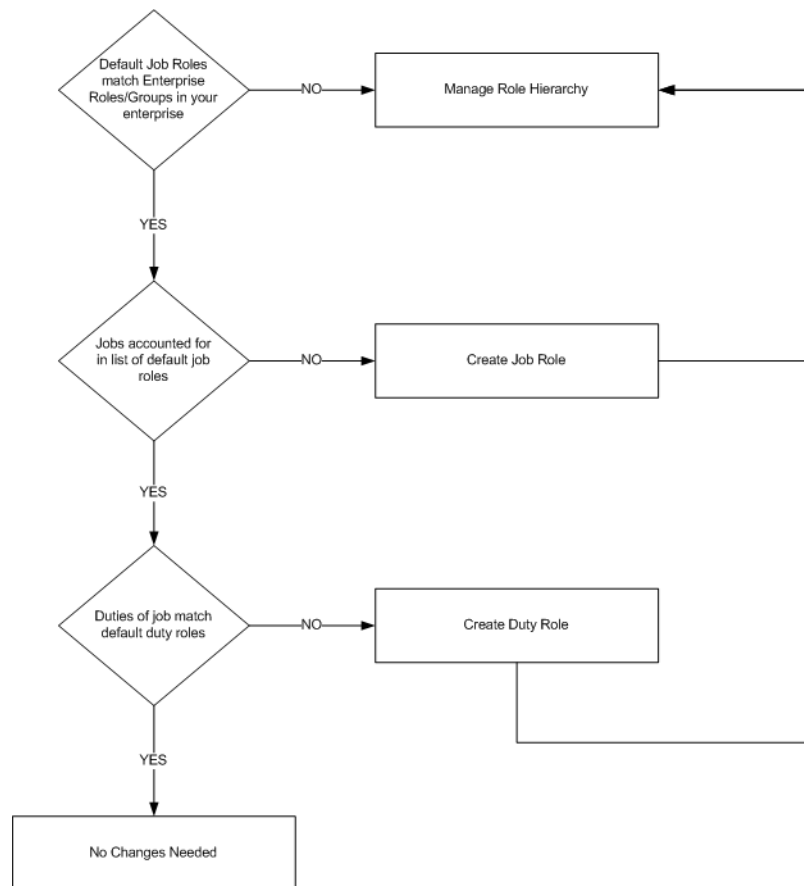 Default Job Roles
match Enterprise
Roles/Groups in your
enterprise
NO
Manage Role Hierarchy
YES
Jobs accounted for
in list of default job
roles
NO
Create Job Role
YES
Duties of job match
default duty roles
NO
Create Duty Role
YES
No Changes Needed